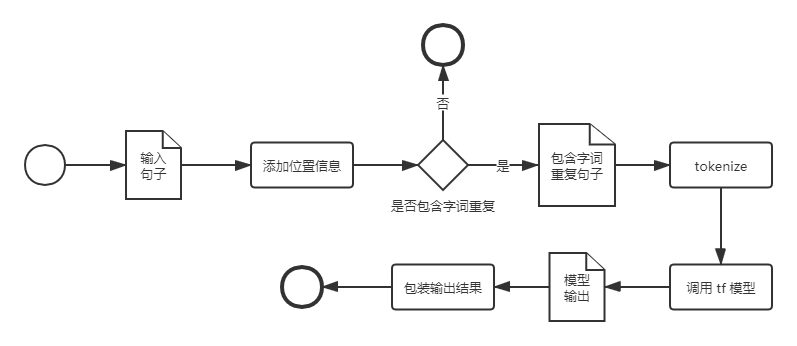 否
输入
句子
添加位置信息
是
包含字词
重复句子
tokenize
是否包含字词重复
包装输出结果
模型
输出
调用 tf 模型